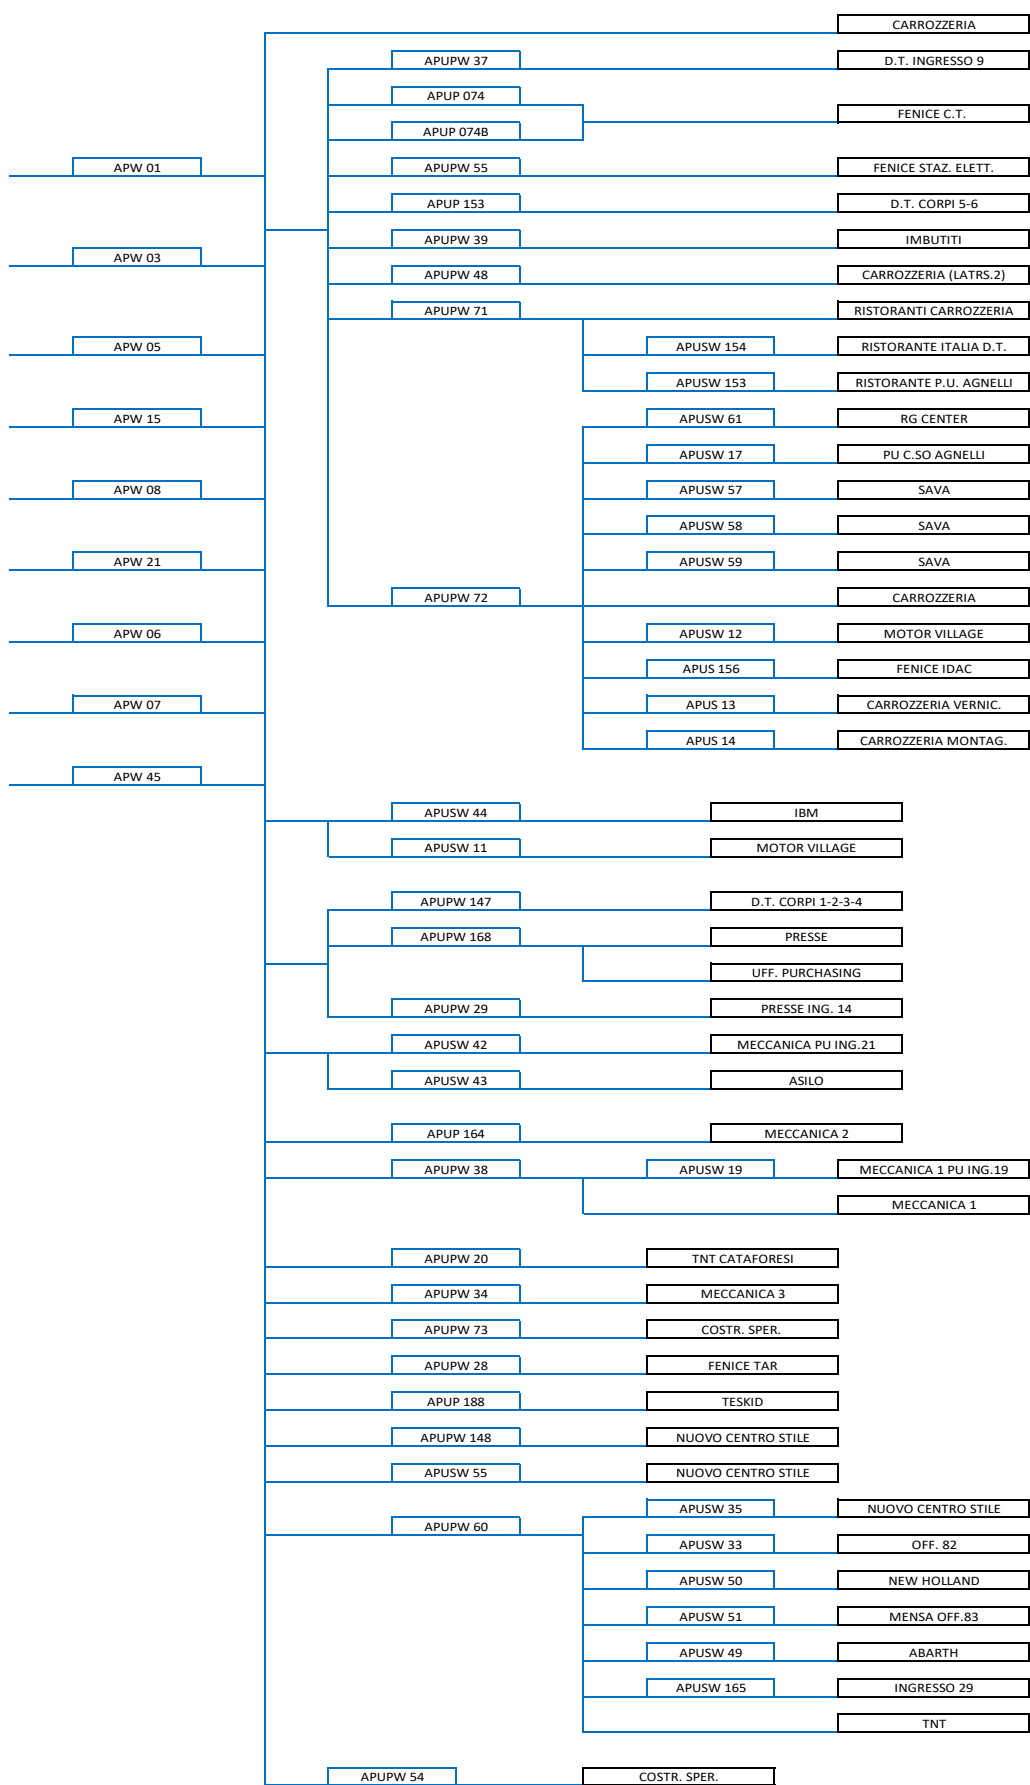 CARROZZERIA
APUPW 37 D.T. INGRESSO 9
APUP 074
FENICE C.T.
APUP 074B
APW 01 APUPW 55 FENICE STAZ. ELETT.
APUP 153 D.T. CORPI 5-6
APUPW 39 IMBUTITI
APW 03
APUPW 48 CARROZZERIA (LATRS.2)
APUPW 71 RISTORANTI CARROZZERIA
APW 05 APUSW 154 RISTORANTE ITALIA D.T.
APUSW 153 RISTORANTE P.U. AGNELLI
APW 15 APUSW 61 RG CENTER
APUSW 17 PU C.SO AGNELLI
APW 08 APUSW 57 SAVA
APUSW 58 SAVA
APW 21 APUSW 59 SAVA
APUPW 72 CARROZZERIA
APW 06 APUSW 12 MOTOR VILLAGE
APUS 156 FENICE IDAC
APW 07 APUS 13 CARROZZERIA VERNIC.
APUS 14 CARROZZERIA MONTAG.
APW 45
APUSW 44 IBM
APUSW 11 MOTOR VILLAGE
APUPW 147 D.T. CORPI 1-2-3-4
APUPW 168 PRESSE
UFF. PURCHASING
APUPW 29 PRESSE ING. 14
APUSW 42 MECCANICA PU ING.21
APUSW 43 ASILO
APUP 164 MECCANICA 2
APUPW 38 APUSW 19 MECCANICA 1 PU ING.19
MECCANICA 1
APUPW 20 TNT CATAFORESI
APUPW 34 MECCANICA 3
APUPW 73 COSTR. SPER.
APUPW 28 FENICE TAR
APUP 188 TESKID
APUPW 148 NUOVO CENTRO STILE
APUSW 55 NUOVO CENTRO STILE
APUSW 35 NUOVO CENTRO STILE
APUPW 60
APUSW 33 OFF. 82
APUSW 50 NEW HOLLAND
APUSW 51 MENSA OFF.83
APUSW 49 ABARTH
APUSW 165 INGRESSO 29
TNT
APUPW 54 COSTR. SPER.